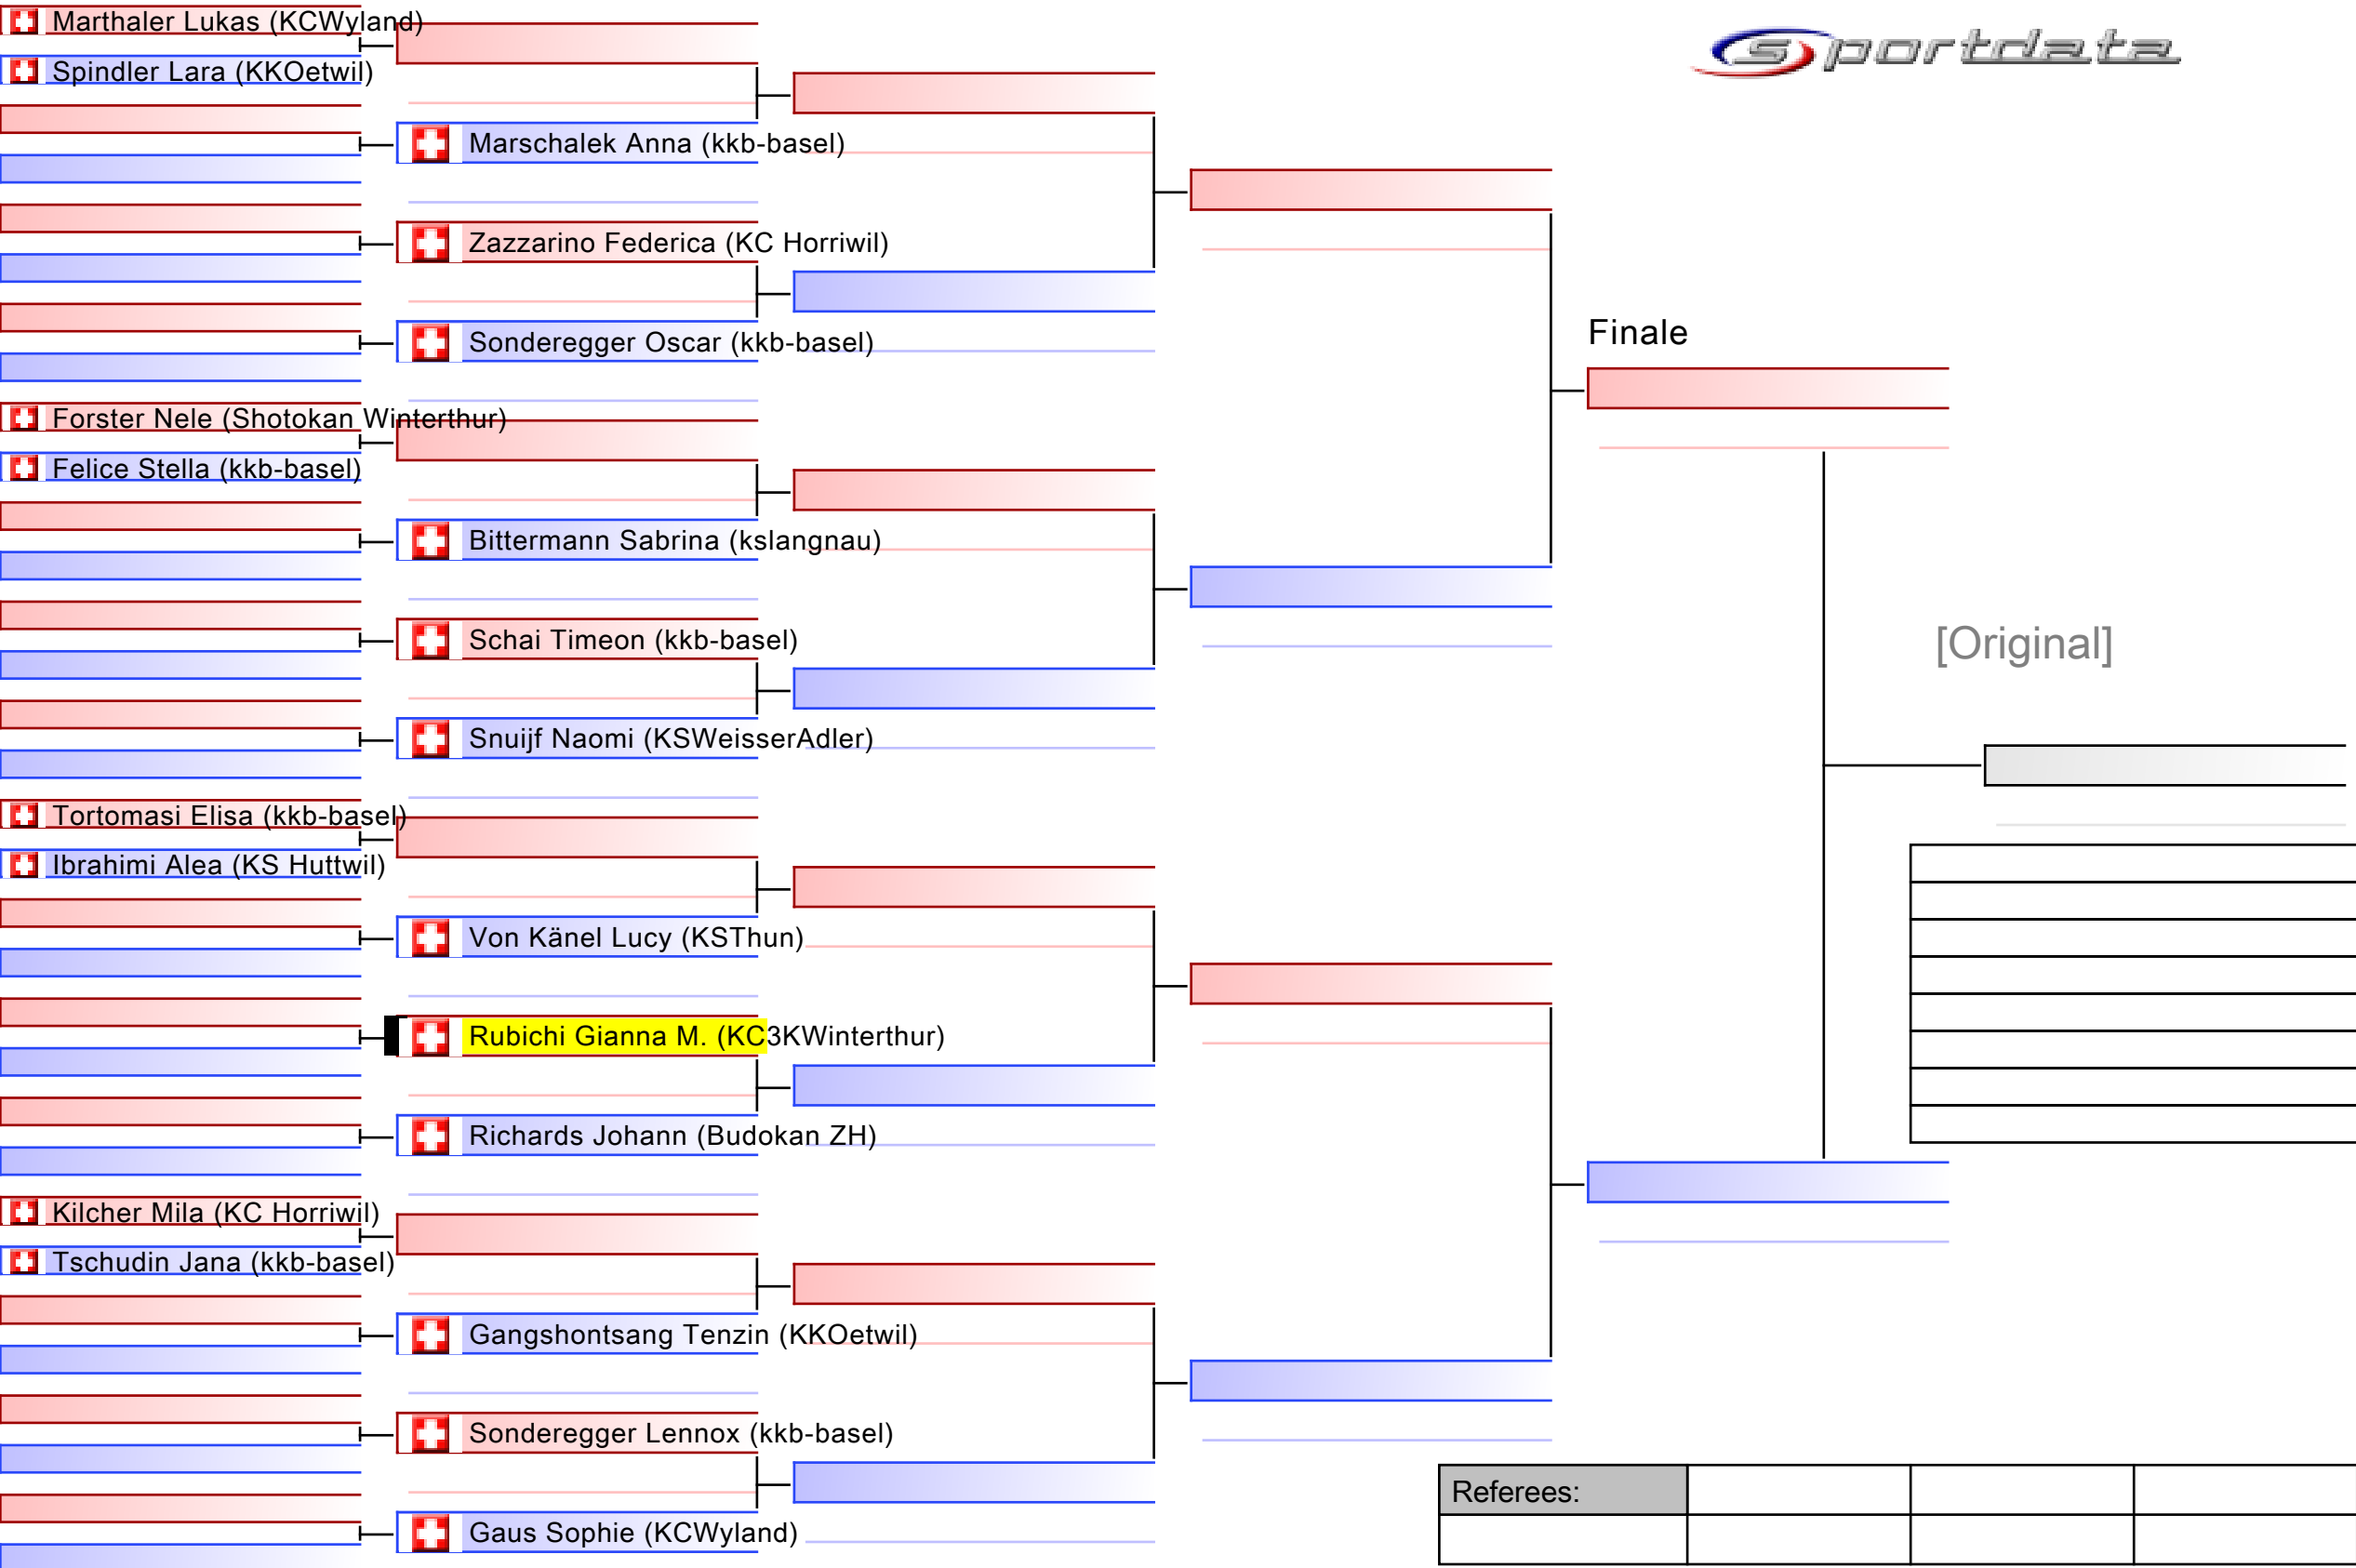 sportdata
Marthaler Lukas (KCWyland)
Spindler Lara (KKOetwil)
Marschalek Anna (kkb-basel)
Zazzarino Federica (KC Horriwil)
Sonderegger Oscar (kkb-basel)
Finale
Forster Nele (Shotokan Winterthur)
Felice Stella (kkb-basel)
Bittermann Sabrina (kslangnau)
Schai Timeon (kkb-basel)
[Original]
Snuijf Naomi (KSWeisserAdler)
Tortomasi Elisa (kkb-basel)
Ibrahimi Alea (KS Huttwil)
Von Känel Lucy (KSThun)
Rubichi Gianna M. (KC3KWinterthur)
Richards Johann (Budokan ZH)
Kilcher Mila (KC Horriwil)
Tschudin Jana (kkb-basel)
Gangshontsang Tenzin (KKOetwil)
Sonderegger Lennox (kkb-basel)
Referees:
Gaus Sophie (KCWyland)